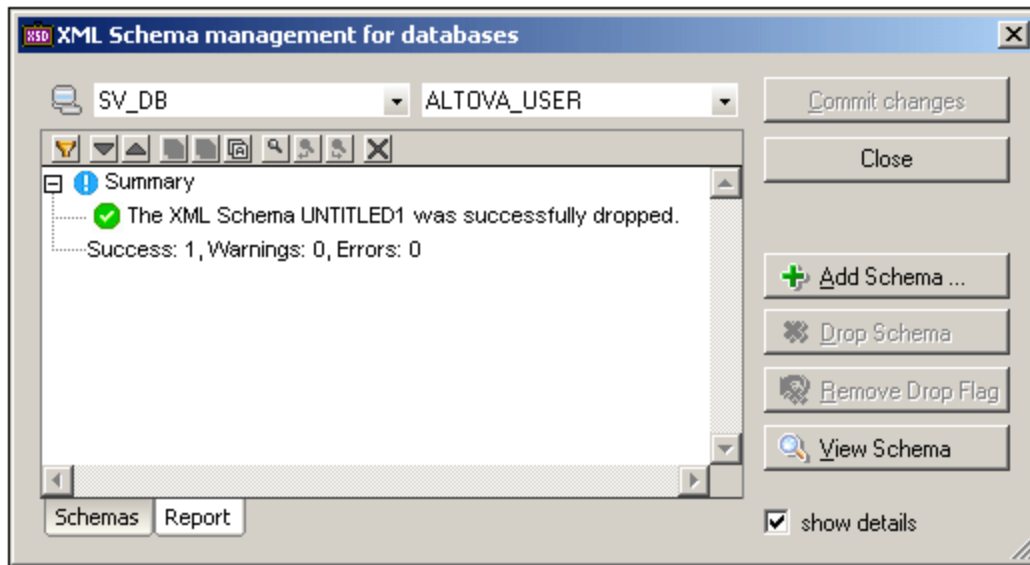 XSD XML Schema management for databases
SV_DB ALTOVA_USER Commit changes
Close
Summary
The XML Schema UNTITLED1 was successfully dropped.
Success: 1, Warnings: 0, Errors: 0
Add Schema ...
Drop Schema
Remove Drop Flag
View Schema
Schemas Report
show details